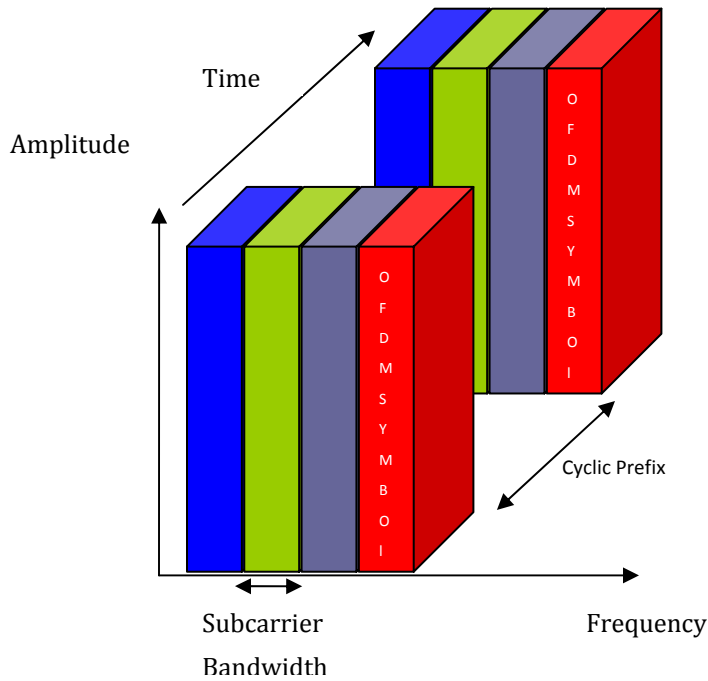 Time
Amplitude
O
F
D
M
S
Y
M
B
O
l
O
F
D
M
S
Y
M
B
O
l
Cyclic Prefix
Subcarrier
Bandwidth
Frequency